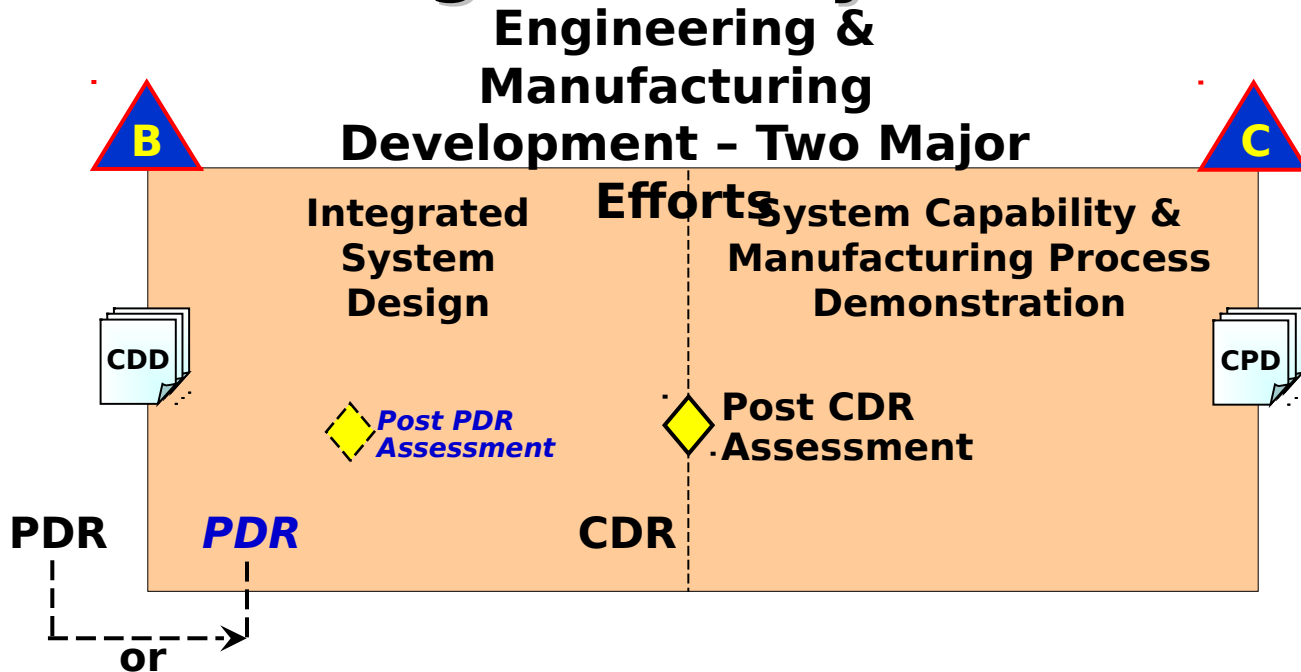 Engineering &
Manufacturing
Development – Two Major
Efforts
B
C
Integrated
System
Design
System Capability &
Manufacturing Process
Demonstration
CDD
CPD
Post PDR
Assessment
Post CDR
Assessment
PDR
PDR
CDR
or